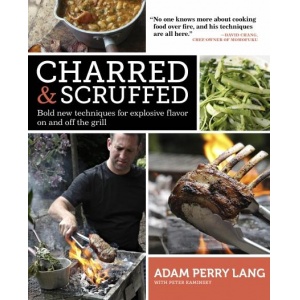 "No one knows more about cooking
food over fire, and his techniques
are all here."
—DAVID CHANG,
CHEF/OWNER OF MOMOFUKU
CHARRED
& SCRUFFED
Bold new techniques for explosive flavor
on and off the grill
ADAM PERRY LANG
WITH PETER KAMINSKY